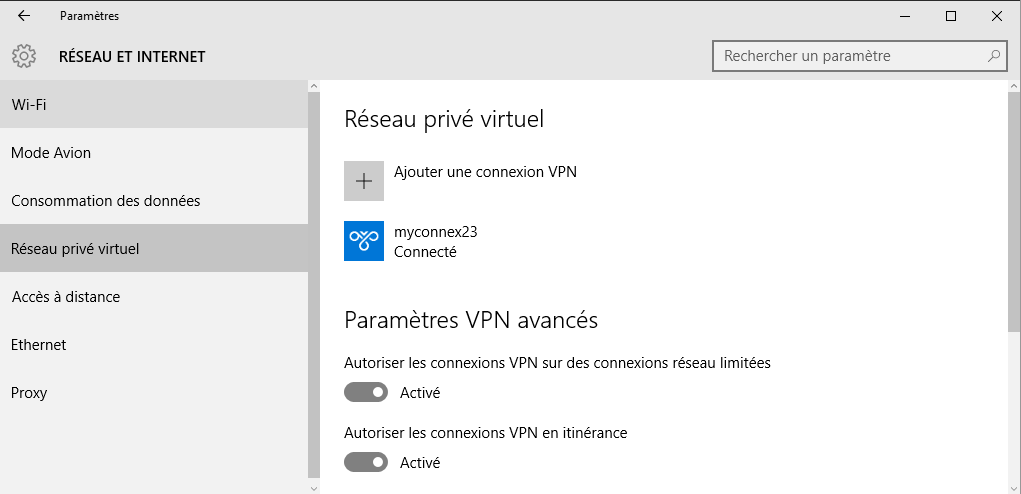 Paramètres
RÉSEAU ET INTERNET
Rechercher un paramètre
Wi-Fi
Mode Avion
Consommation des données
Réseau privé virtuel
Accès à distance
Ethernet
Proxy
Réseau privé virtuel
Ajouter une connexion VPN
myconnex23
Connecté
Paramètres VPN avancés
Autoriser les connexions VPN sur des connexions réseau limitées
Activé
Autoriser les connexions VPN en itinérance
Activé